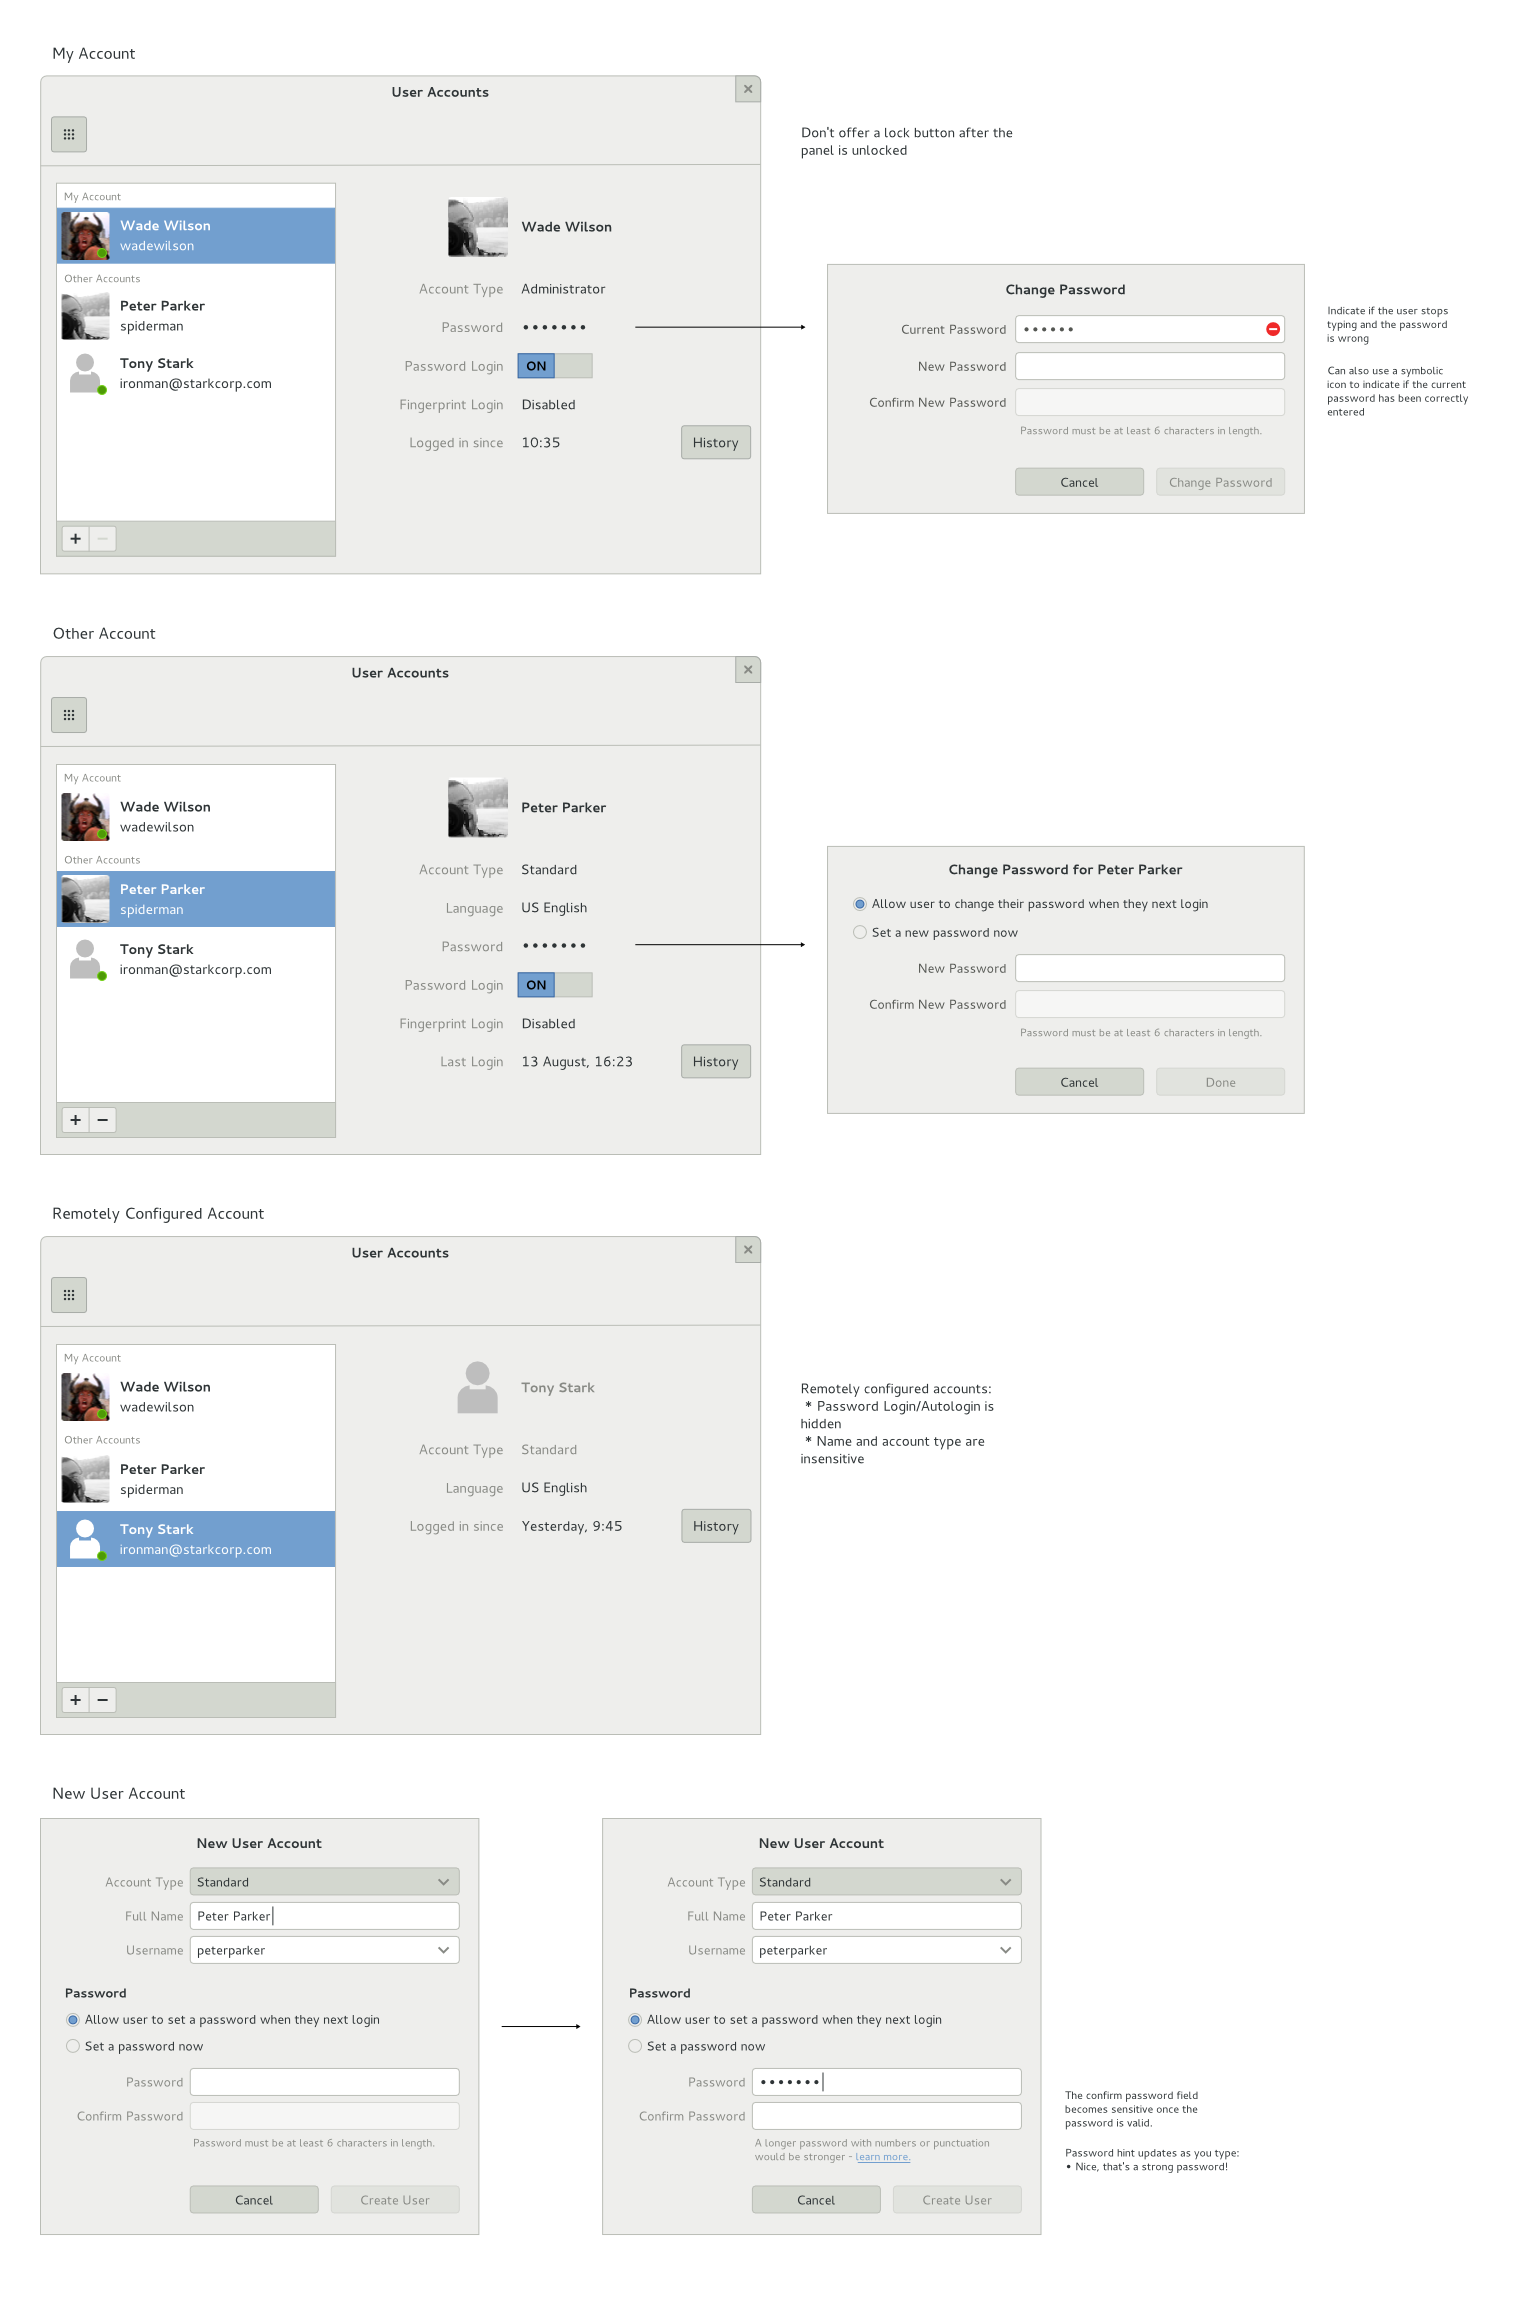 My Account
User Accounts
Don't offer a lock button after the
panel is unlocked
My Account
Wade Wilson
wadewilson
Other Accounts
Peter Parker
spiderman
Tony Stark
ironman@starkcorp.com
Wade Wilson
Account Type Administrator
Password •••••••
Password Login ON
Fingerprint Login Disabled
Logged in since 10:35 History
+ −
Change Password
Current Password ••••••
New Password
Confirm New Password
Password must be at least 6 characters in length.
Cancel Change Password
Indicate if the user stops
typing and the password
is wrong
Can also use a symbolic
icon to indicate if the current
password has been correctly
entered
Other Account
User Accounts
My Account
Wade Wilson
wadewilson
Other Accounts
Peter Parker
spiderman
Tony Stark
ironman@starkcorp.com
Peter Parker
Account Type Standard
Language US English
Password •••••••
Password Login ON
Fingerprint Login Disabled
Last Login 13 August, 16:23 History
+ −
Change Password for Peter Parker
Allow user to change their password when they next login
Set a new password now
New Password
Confirm New Password
Password must be at least 6 characters in length.
Cancel Done
Remotely Configured Account
User Accounts
My Account
Wade Wilson
wadewilson
Other Accounts
Peter Parker
spiderman
Tony Stark
ironman@starkcorp.com
Tony Stark
Account Type Standard
Language US English
Logged in since Yesterday, 9:45 History
+ −
Remotely configured accounts:
* Password Login/Autologin is
hidden
* Name and account type are
insensitive
New User Account
New User Account
Account Type Standard
Full Name Peter Parker
Username peterparker
Password
Allow user to set a password when they next login
Set a password now
Password
Confirm Password
Password must be at least 6 characters in length.
Cancel Create User
New User Account
Account Type Standard
Full Name Peter Parker
Username peterparker
Password
Allow user to set a password when they next login
Set a password now
Password •••••••
Confirm Password
A longer password with numbers or punctuation
would be stronger - learn more.
Cancel Create User
The confirm password field
becomes sensitive once the
password is valid.
Password hint updates as you type:
• Nice, that's a strong password!